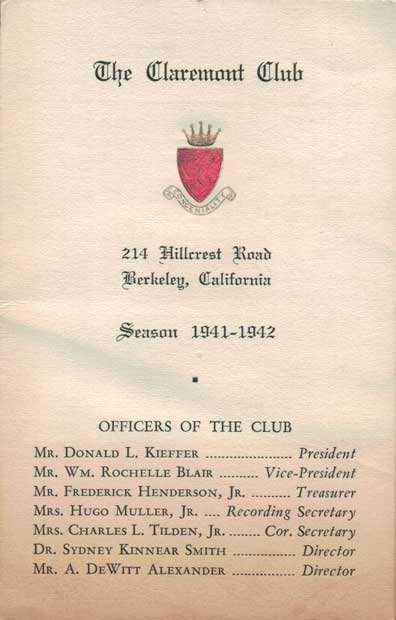 The Claremont Club
CONGENIALITY
214 Hillcrest Road
Berkeley, California
Season 1941-1942
OFFICERS OF THE CLUB
Mr. Donald L. Kieffer ...................... President
Mr. Wm. Rochelle Blair .......... Vice-President
Mr. Frederick Henderson, Jr. .......... Treasurer
Mrs. Hugo Muller, Jr. .... Recording Secretary
Mrs. Charles L. Tilden, Jr. ........ Cor. Secretary
Dr. Sydney Kinnear Smith .................. Director
Mr. A. DeWitt Alexander ................ Director